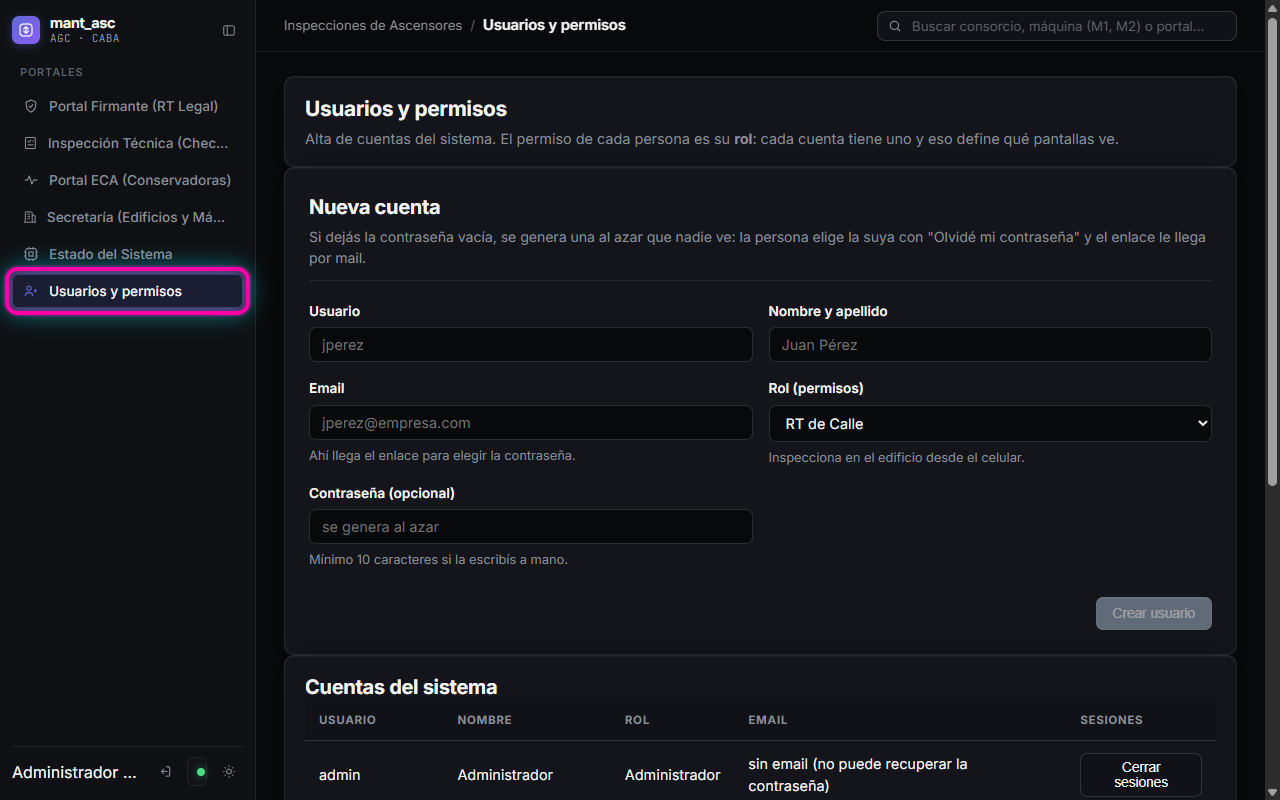 mant_asc
AGC · CABA
PORTALES
Portal Firmante (RT Legal)
Inspección Técnica (Chec...
Portal ECA (Conservadoras)
Secretaría (Edificios y Má...
Estado del Sistema
Usuarios y permisos
Administrador ...
Inspecciones de Ascensores / Usuarios y permisos
Buscar consorcio, máquina (M1, M2) o portal...
Usuarios y permisos
Alta de cuentas del sistema. El permiso de cada persona es su rol: cada cuenta tiene uno y eso define qué pantallas ve.
Nueva cuenta
Si dejás la contraseña vacía, se genera una al azar que nadie ve: la persona elige la suya con "Olvidé mi contraseña" y el enlace le llega
por mail.
Usuario
jperez
Nombre y apellido
Juan Pérez
Email
jperez@empresa.com
Ahí llega el enlace para elegir la contraseña.
Rol (permisos)
RT de Calle
Inspecciona en el edificio desde el celular.
Contraseña (opcional)
se genera al azar
Mínimo 10 caracteres si la escribís a mano.
Crear usuario
Cuentas del sistema
USUARIO NOMBRE ROL EMAIL SESIONES
admin Administrador Administrador sin email (no puede recuperar la
contraseña)
Cerrar
sesiones